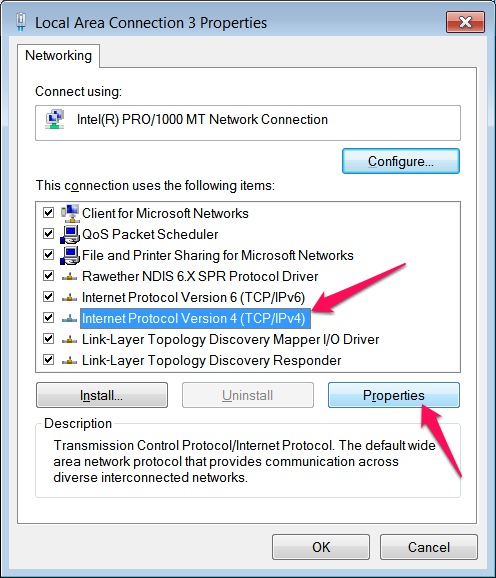 Local Area Connection 3 Properties
Networking
Connect using:
Intel(R) PRO/1000 MT Network Connection
Configure...
This connection uses the following items:
Client for Microsoft Networks
QoS Packet Scheduler
File and Printer Sharing for Microsoft Networks
Rawether NDIS 6.X SPR Protocol Driver
Internet Protocol Version 6 (TCP/IPv6)
Internet Protocol Version 4 (TCP/IPv4)
Link-Layer Topology Discovery Mapper I/O Driver
Link-Layer Topology Discovery Responder
Install...
Uninstall
Properties
Description
Transmission Control Protocol/Internet Protocol. The default wide
area network protocol that provides communication across
diverse interconnected networks.
OK
Cancel